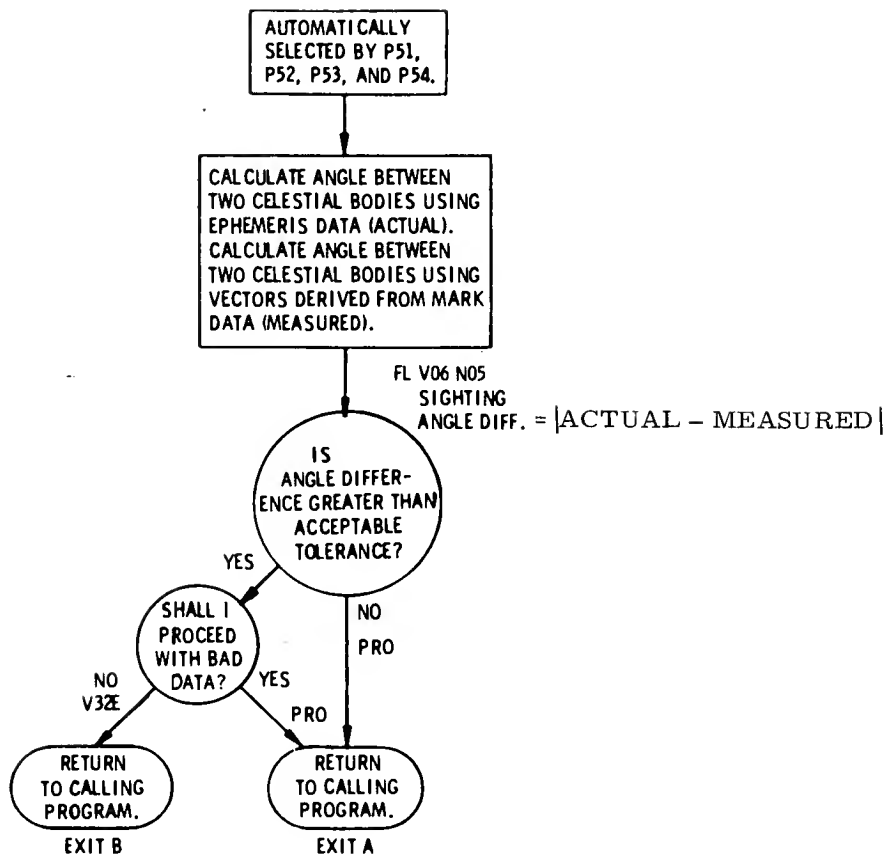 AUTOMATICALLY
SELECTED BY P51,
P52, P53, AND P54.
CALCULATE ANGLE BETWEEN
TWO CELESTIAL BODIES USING
EPHEMERIS DATA (ACTUAL).
CALCULATE ANGLE BETWEEN
TWO CELESTIAL BODIES USING
VECTORS DERIVED FROM MARK
DATA (MEASURED).
FL V06 N05
SIGHTING
ANGLE DIFF. = |ACTUAL – MEASURED|
IS
ANGLE DIFFER-
ENCE GREATER THAN
ACCEPTABLE
TOLERANCE?
YES
NO
PRO
SHALL I
PROCEED
WITH BAD
DATA?
NO
V32E
YES
PRO
RETURN
TO CALLING
PROGRAM.
EXIT B
RETURN
TO CALLING
PROGRAM.
EXIT A